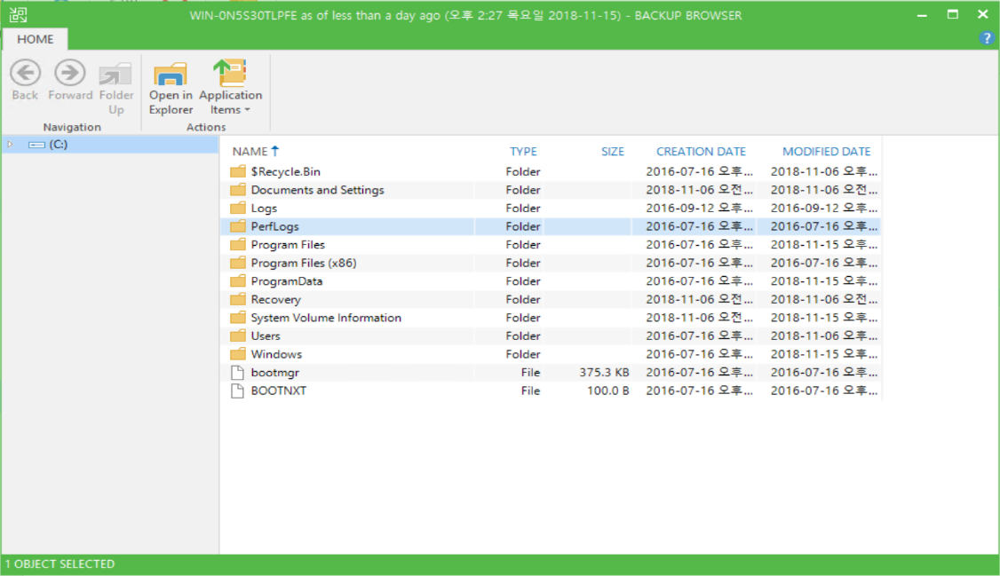 WIN-0N5S30TLPFE as of less than a day ago (오후 2:27 목요일 2018-11-15) - BACKUP BROWSER
HOME
?
Back Forward Folder Up
Open in Explorer Application Items
Navigation Actions
(C:)
NAME TYPE SIZE CREATION DATE MODIFIED DATE
$Recycle.Bin Folder 2016-07-16 오후... 2018-11-06 오후...
Documents and Settings Folder 2018-11-06 오전... 2018-11-06 오전...
Logs Folder 2016-09-12 오후... 2016-09-12 오후...
PerfLogs Folder 2016-07-16 오후... 2016-07-16 오후...
Program Files Folder 2016-07-16 오후... 2018-11-15 오후...
Program Files (x86) Folder 2016-07-16 오후... 2016-07-16 오후...
ProgramData Folder 2016-07-16 오후... 2018-11-15 오후...
Recovery Folder 2018-11-06 오전... 2018-11-06 오전...
System Volume Information Folder 2018-11-06 오전... 2018-11-15 오후...
Users Folder 2016-07-16 오후... 2018-11-06 오후...
Windows Folder 2016-07-16 오후... 2018-11-15 오후...
bootmgr File 375.3 KB 2016-07-16 오후... 2016-07-16 오후...
BOOTNXT File 100.0 B 2016-07-16 오후... 2016-07-16 오후...
1 OBJECT SELECTED